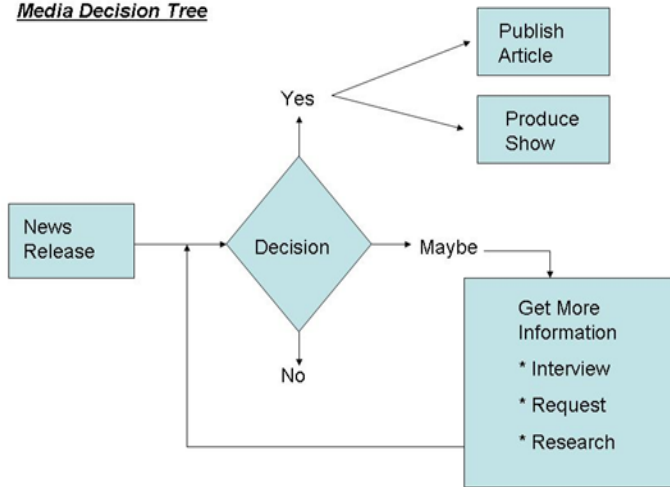 Media Decision Tree
Publish
Article
Yes
Produce
Show
News
Release
Decision
Maybe
Get More
Information
* Interview
* Request
* Research
No